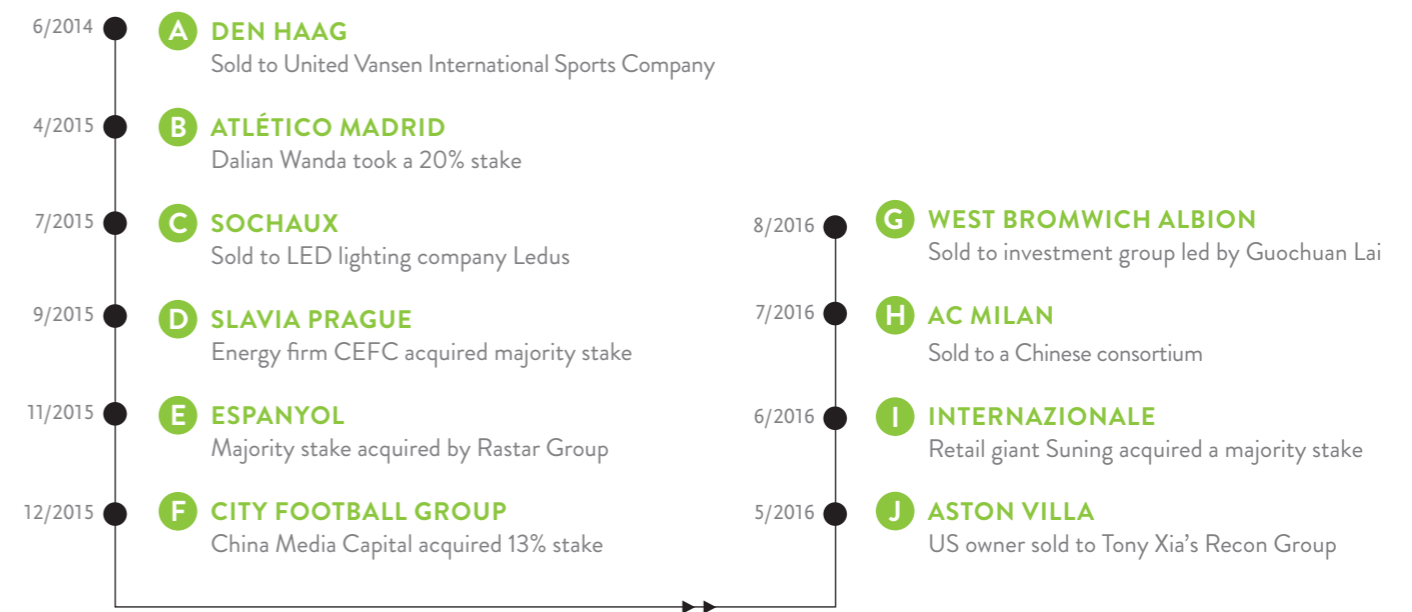 6/2014
A DEN HAAG
Sold to United Vansen International Sports Company
4/2015
B ATLÉTICO MADRID
Dalian Wanda took a 20% stake
7/2015
C SOCHAUX
Sold to LED lighting company Ledus
9/2015
D SLAVIA PRAGUE
Energy firm CEFC acquired majority stake
11/2015
E ESPANYOL
Majority stake acquired by Rastar Group
12/2015
F CITY FOOTBALL GROUP
China Media Capital acquired 13% stake
8/2016
G WEST BROMWICH ALBION
Sold to investment group led by Guochuan Lai
7/2016
H AC MILAN
Sold to a Chinese consortium
6/2016
I INTERNAZIONALE
Retail giant Suning acquired a majority stake
5/2016
J ASTON VILLA
US owner sold to Tony Xia's Recon Group